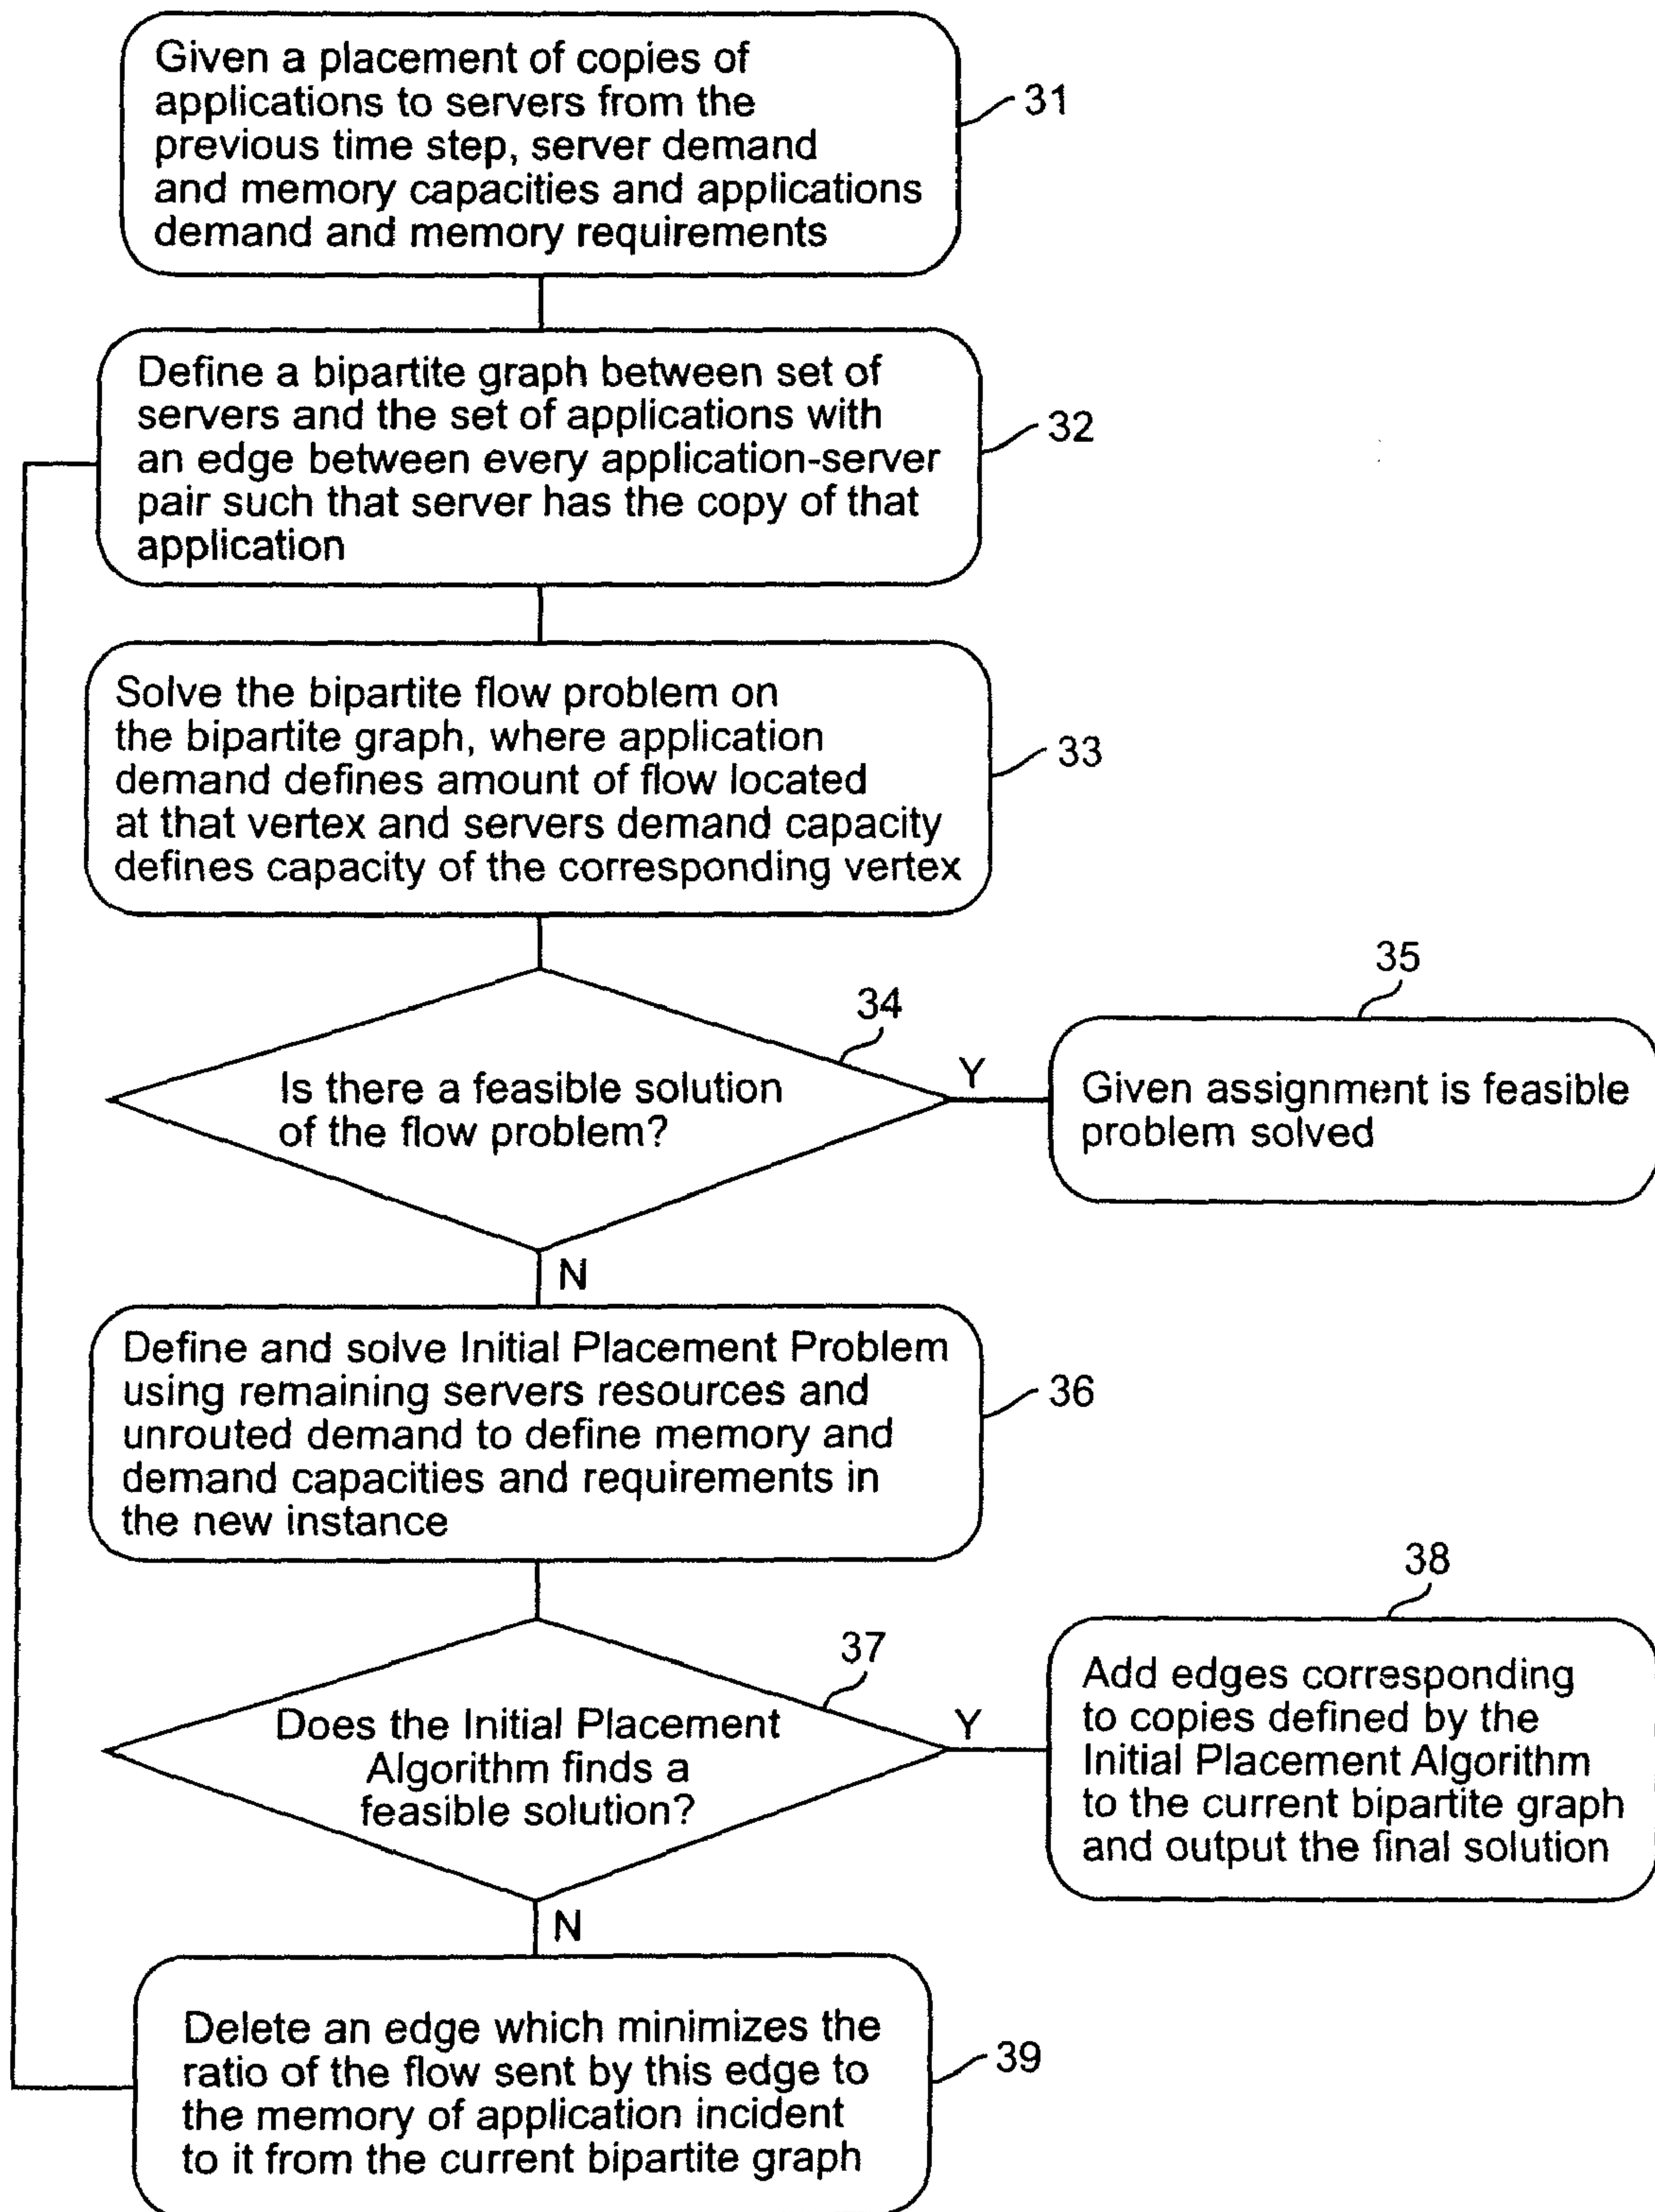 Given a placement of copies of
applications to servers from the
previous time step, server demand
and memory capacities and applications
demand and memory requirements
31
Define a bipartite graph between set of
servers and the set of applications with
an edge between every application-server
pair such that server has the copy of that
application
32
Solve the bipartite flow problem on
the bipartite graph, where application
demand defines amount of flow located
at that vertex and servers demand capacity
defines capacity of the corresponding vertex
33
34
Is there a feasible solution
of the flow problem?
Y
35
Given assignment is feasible
problem solved
N
Define and solve Initial Placement Problem
using remaining servers resources and
unrouted demand to define memory and
demand capacities and requirements in
the new instance
36
37
Does the Initial Placement
Algorithm finds a
feasible solution?
Y
38
Add edges corresponding
to copies defined by the
Initial Placement Algorithm
to the current bipartite graph
and output the final solution
N
Delete an edge which minimizes the
ratio of the flow sent by this edge to
the memory of application incident
to it from the current bipartite graph
39